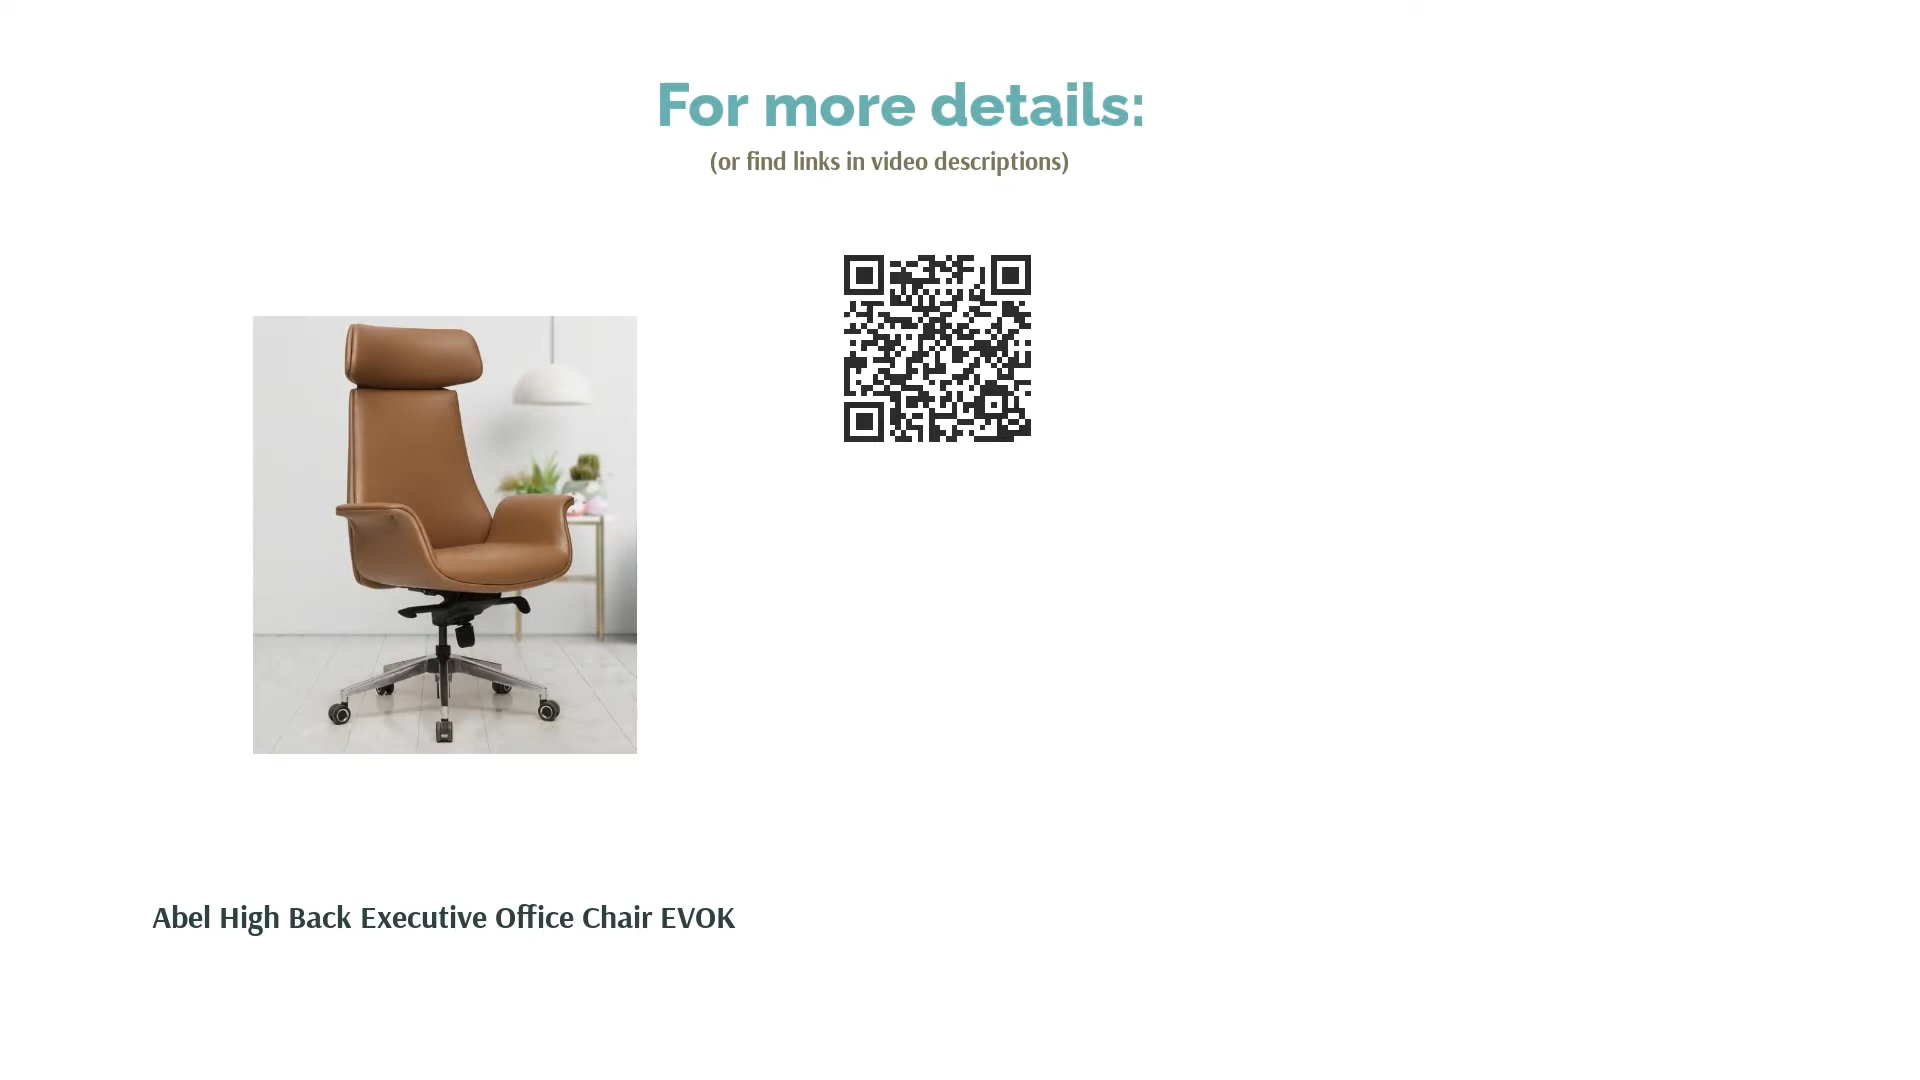 For more details:
(or find links in video descriptions)
Abel High Back Executive Office Chair EVOK